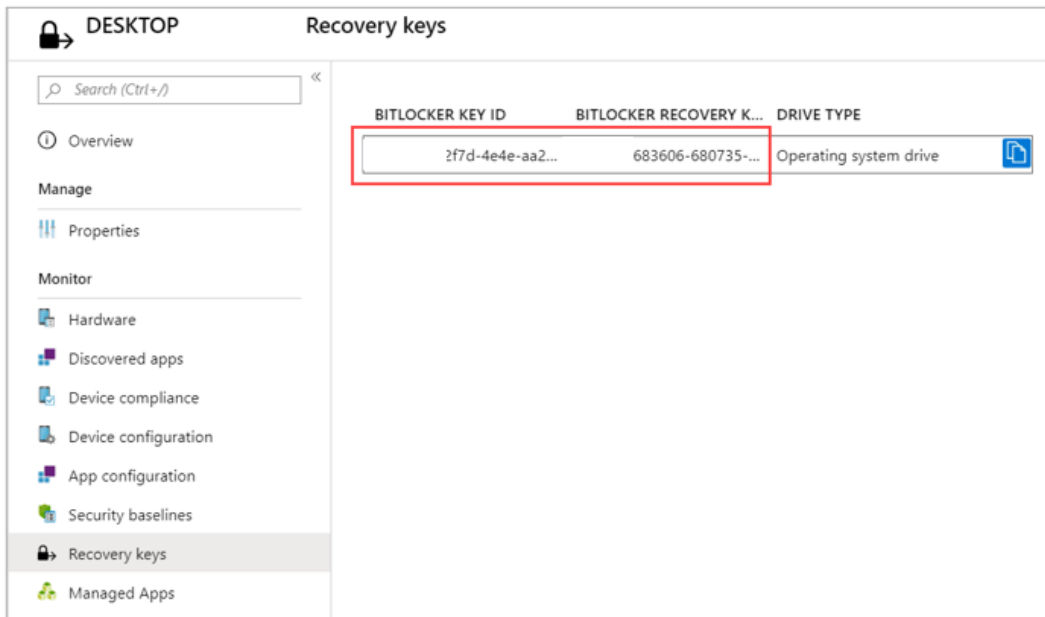 DESKTOP
Recovery keys
Search (Ctrl+/)
«
Overview
Manage
Properties
Monitor
Hardware
Discovered apps
Device compliance
Device configuration
App configuration
Security baselines
Recovery keys
Managed Apps
BITLOCKER KEY ID BITLOCKER RECOVERY K... DRIVE TYPE
2f7d-4e4e-aa2... 683606-680735-... Operating system drive